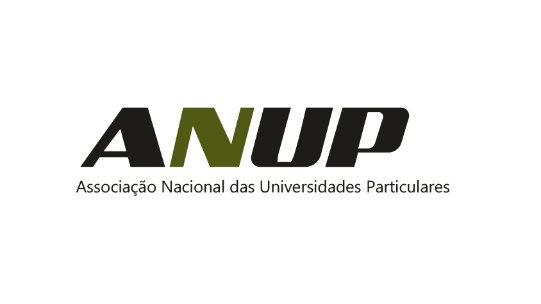 ANUP
Associação Nacional das Universidades Particulares